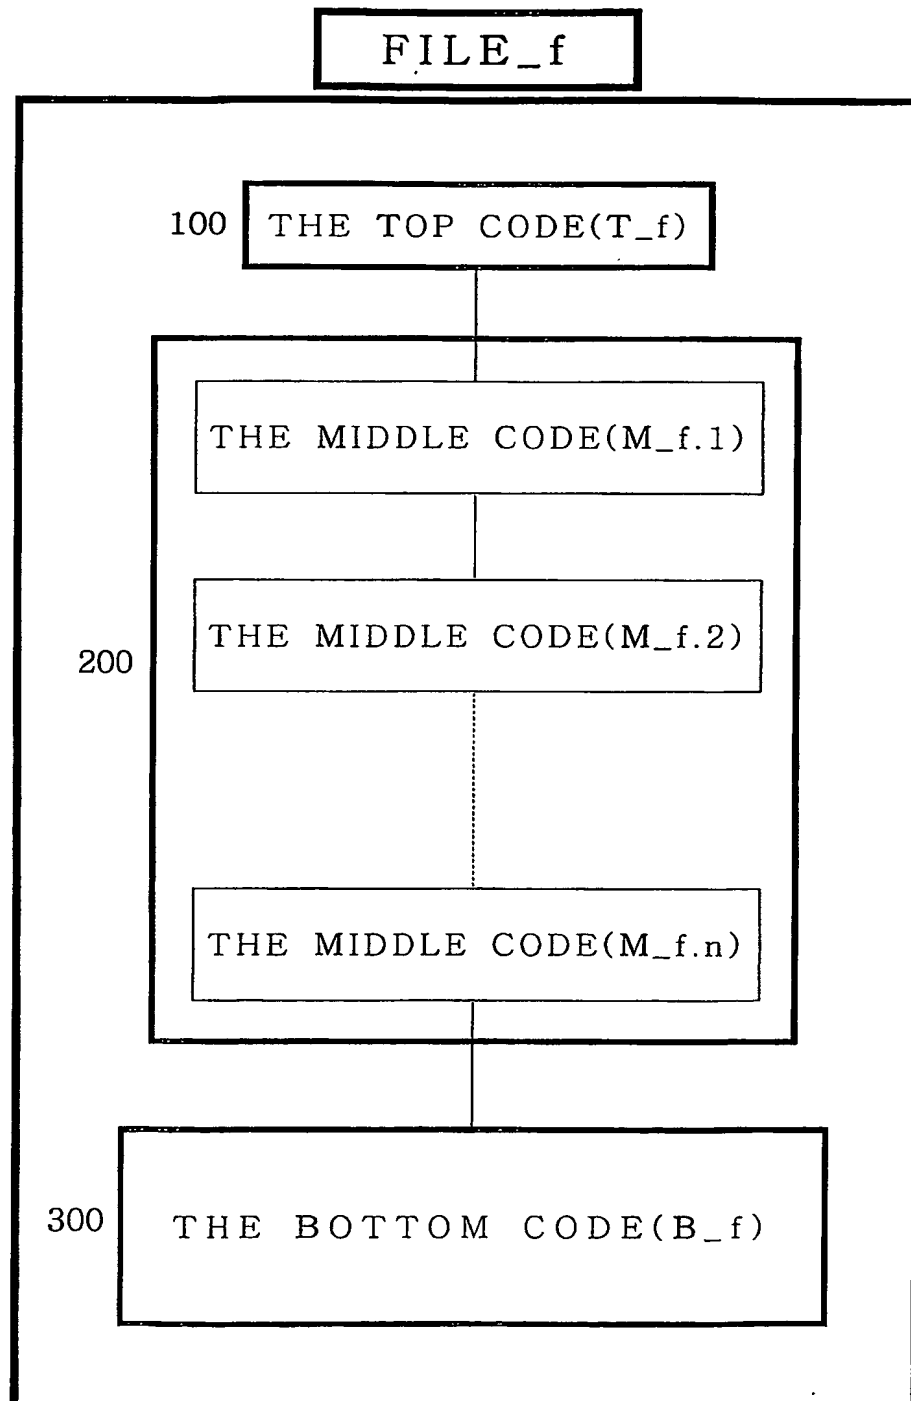 FILE_f
100 THE TOP CODE(T_f)
THE MIDDLE CODE(M_f.1)
THE MIDDLE CODE(M_f.2)
200
THE MIDDLE CODE(M_f.n)
300 THE BOTTOM CODE(B_f)